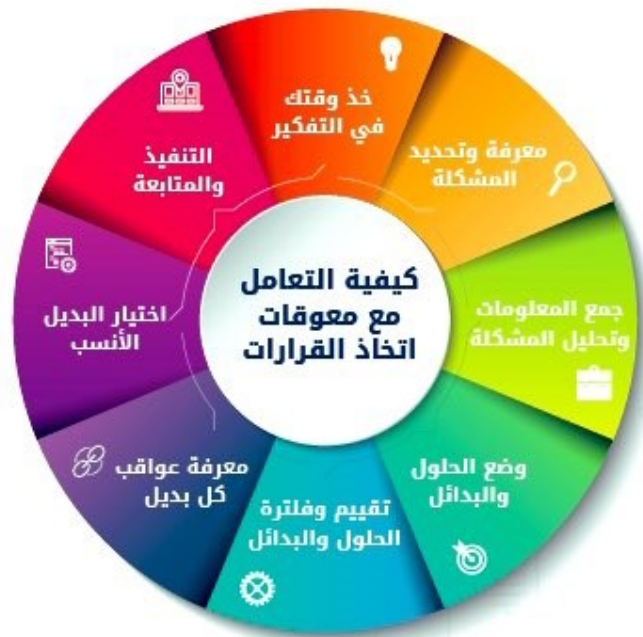 كيفية التعامل
مع معوقات
اتخاذ القرارات
خذ وقتك
في التفكير
معرفة وتحديد
المشكلة
جمع المعلومات
وتحليل المشكلة
وضع الحلول
والبدائل
تقييم وفلترة
الحلول والبدائل
معرفة عواقب
كل بديل
اختيار البديل
الأنسب
التنفيذ
والمتابعة